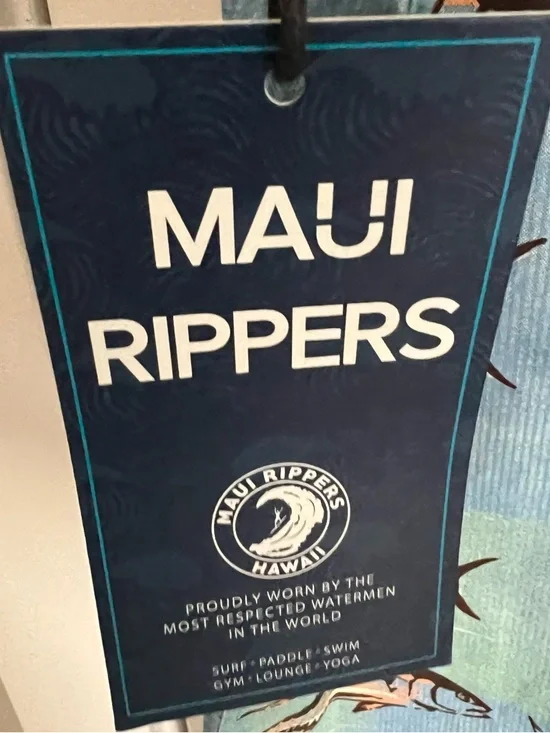 MAUI
RIPPERS
MAUI RIPPERS
HAWAII
PROUDLY WORN BY THE
MOST RESPECTED WATERMEN
IN THE WORLD
SURF • PADDLE • SWIM
GYM • LOUNGE • YOGA